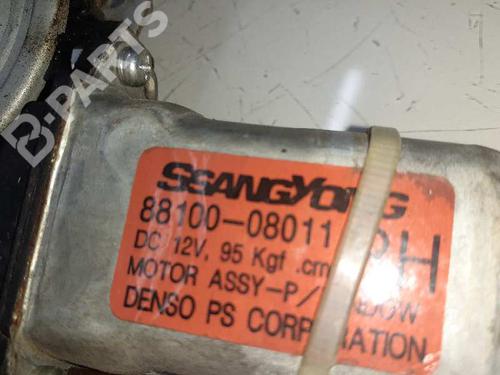 B-PARTS
SSANGYONG
88100-08011
DC 12V, 95 Kgf .cm
MOTOR ASSY-P/
DENSO PS CORPORATION